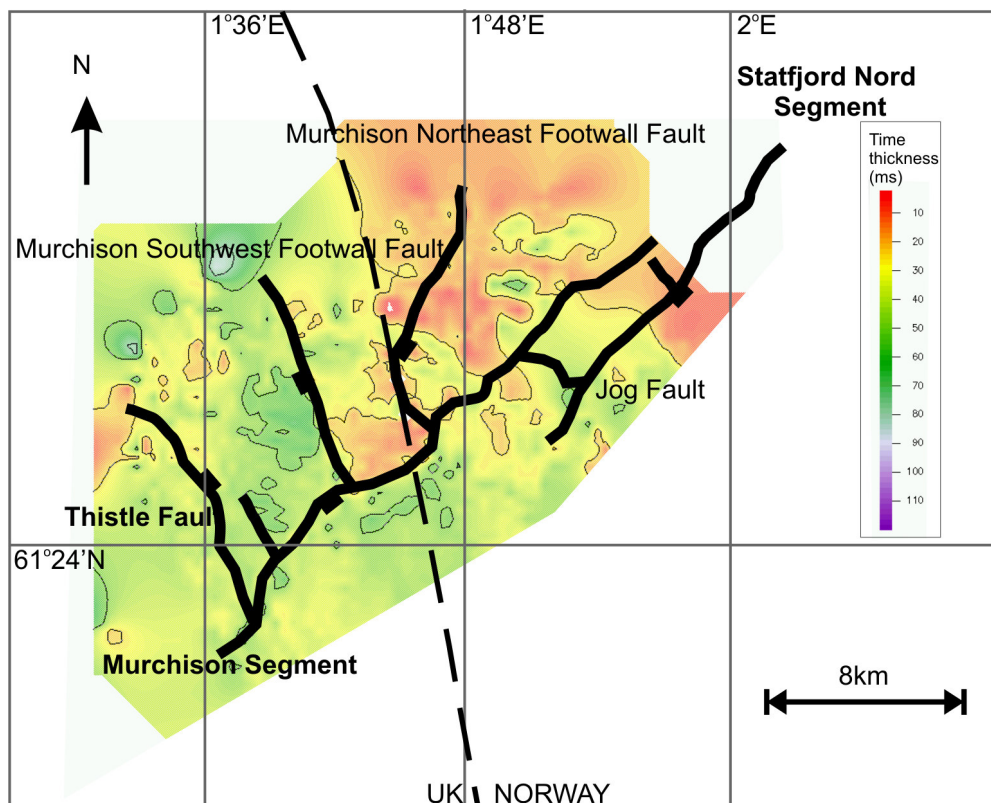 1°36’E
1°48’E
2°E
N
Statfjord Nord
Segment
Murchison Northeast Footwall Fault
Time
thickness
(ms)
10
20
30
40
50
60
70
80
90
100
110
Murchison Southwest Footwall Fault
Jog Fault
Thistle Faul
61°24’N
Murchison Segment
8km
UK
NORWAY